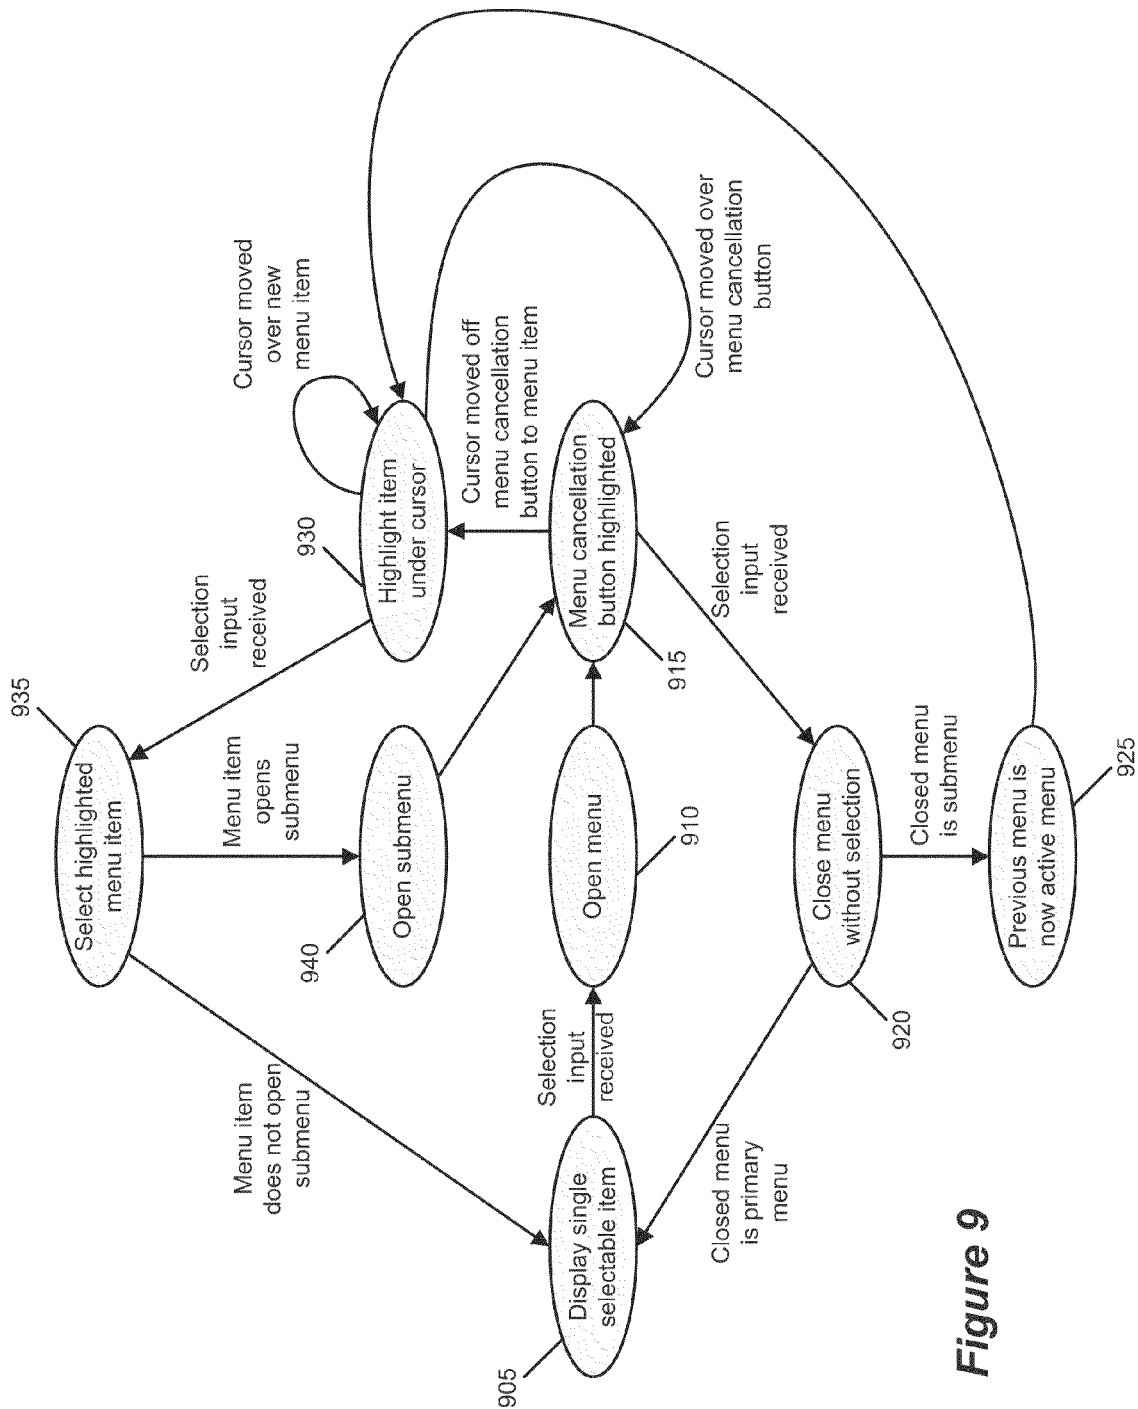 935
Select highlighted
menu item
Selection
input
received
930
Cursor moved
over new
menu item
Highlight item
under cursor
Menu item
does not open
submenu
Menu item
opens
submenu
940
Open submenu
Cursor moved off
menu cancellation
button to menu item
905
Display single
selectable item
Selection
input
received
Open menu
910
Menu cancellation
button highlighted
915
Cursor moved over
menu cancellation
button
Selection
input
received
Closed menu
is primary
menu
Close menu
without selection
920
Closed menu
is submenu
Previous menu is
now active menu
925
Figure 9